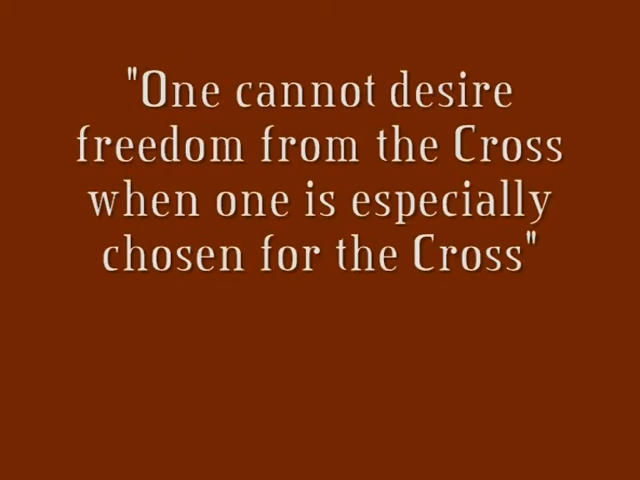 "One cannot desire
freedom from the Cross
when one is especially
chosen for the Cross"